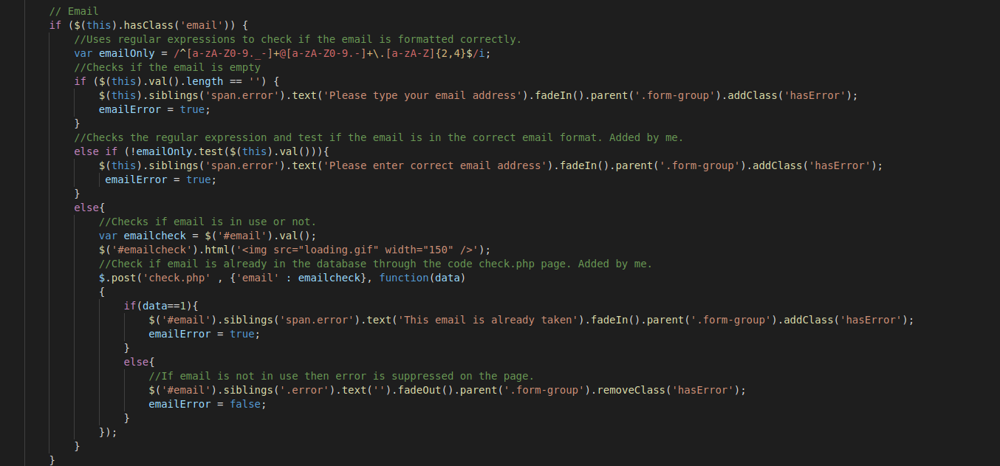 // Email
if ($(this).hasClass('email')) {
//Uses regular expressions to check if the email is formatted correctly.
var emailOnly = /^[a-zA-Z0-9._-]+@[a-zA-Z0-9.-]+\.[a-zA-Z]{2,4}$/i;
//Checks if the email is empty
if ($(this).val().length == '') {
$(this).siblings('span.error').text('Please type your email address').fadeIn().parent('.form-group').addClass('hasError');
emailError = true;
}
//Checks the regular expression and test if the email is in the correct email format. Added by me.
else if (!emailOnly.test($(this).val())){
$(this).siblings('span.error').text('Please enter correct email address').fadeIn().parent('.form-group').addClass('hasError');
emailError = true;
}
else{
//Checks if email is in use or not.
var emailcheck = $('#email').val();
$('#emailcheck').html('<img src="loading.gif" width="150" />');
//Check if email is already in the database through the code check.php page. Added by me.
$.post('check.php' , {'email' : emailcheck}, function(data)
{
if(data==1){
$('#email').siblings('span.error').text('This email is already taken').fadeIn().parent('.form-group').addClass('hasError');
emailError = true;
}
else{
//If email is not in use then error is suppressed on the page.
$('#email').siblings('.error').text('').fadeOut().parent('.form-group').removeClass('hasError');
emailError = false;
}
});
}
}